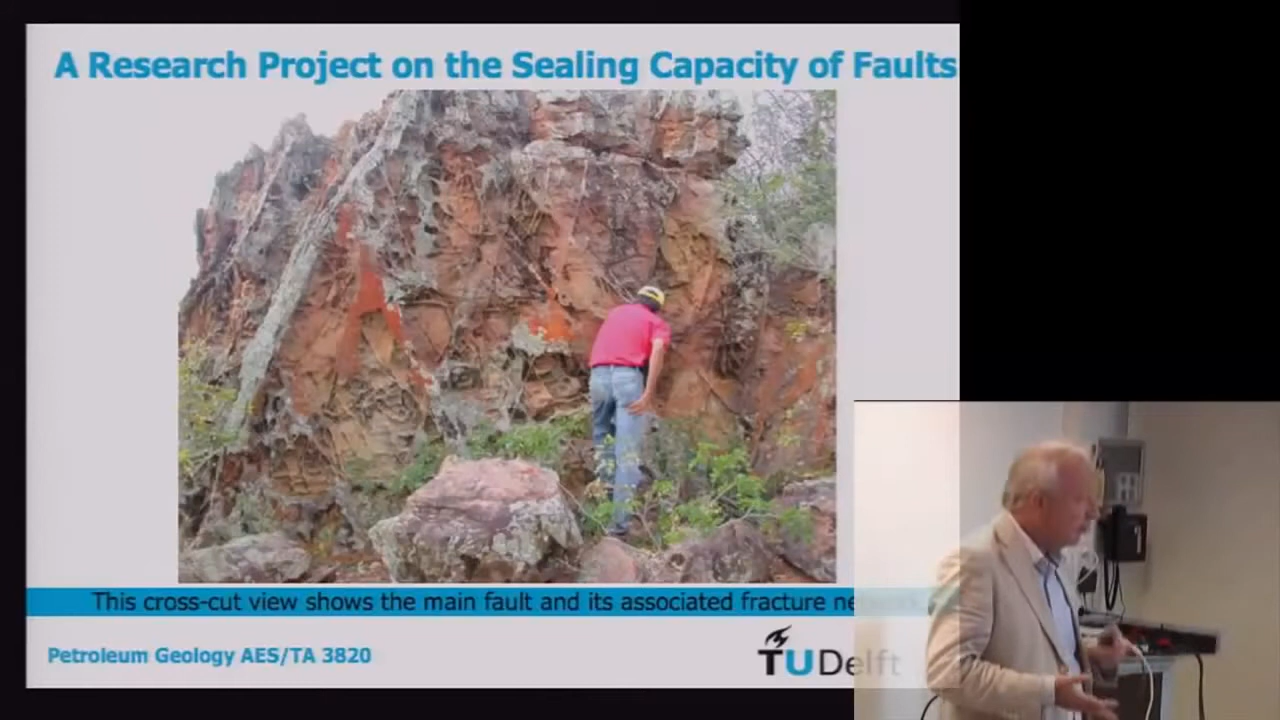 A Research Project on the Sealing Capacity of Faults
This cross-cut view shows the main fault and its associated fracture
Petroleum Geology AES/TA 3820
TU Delft